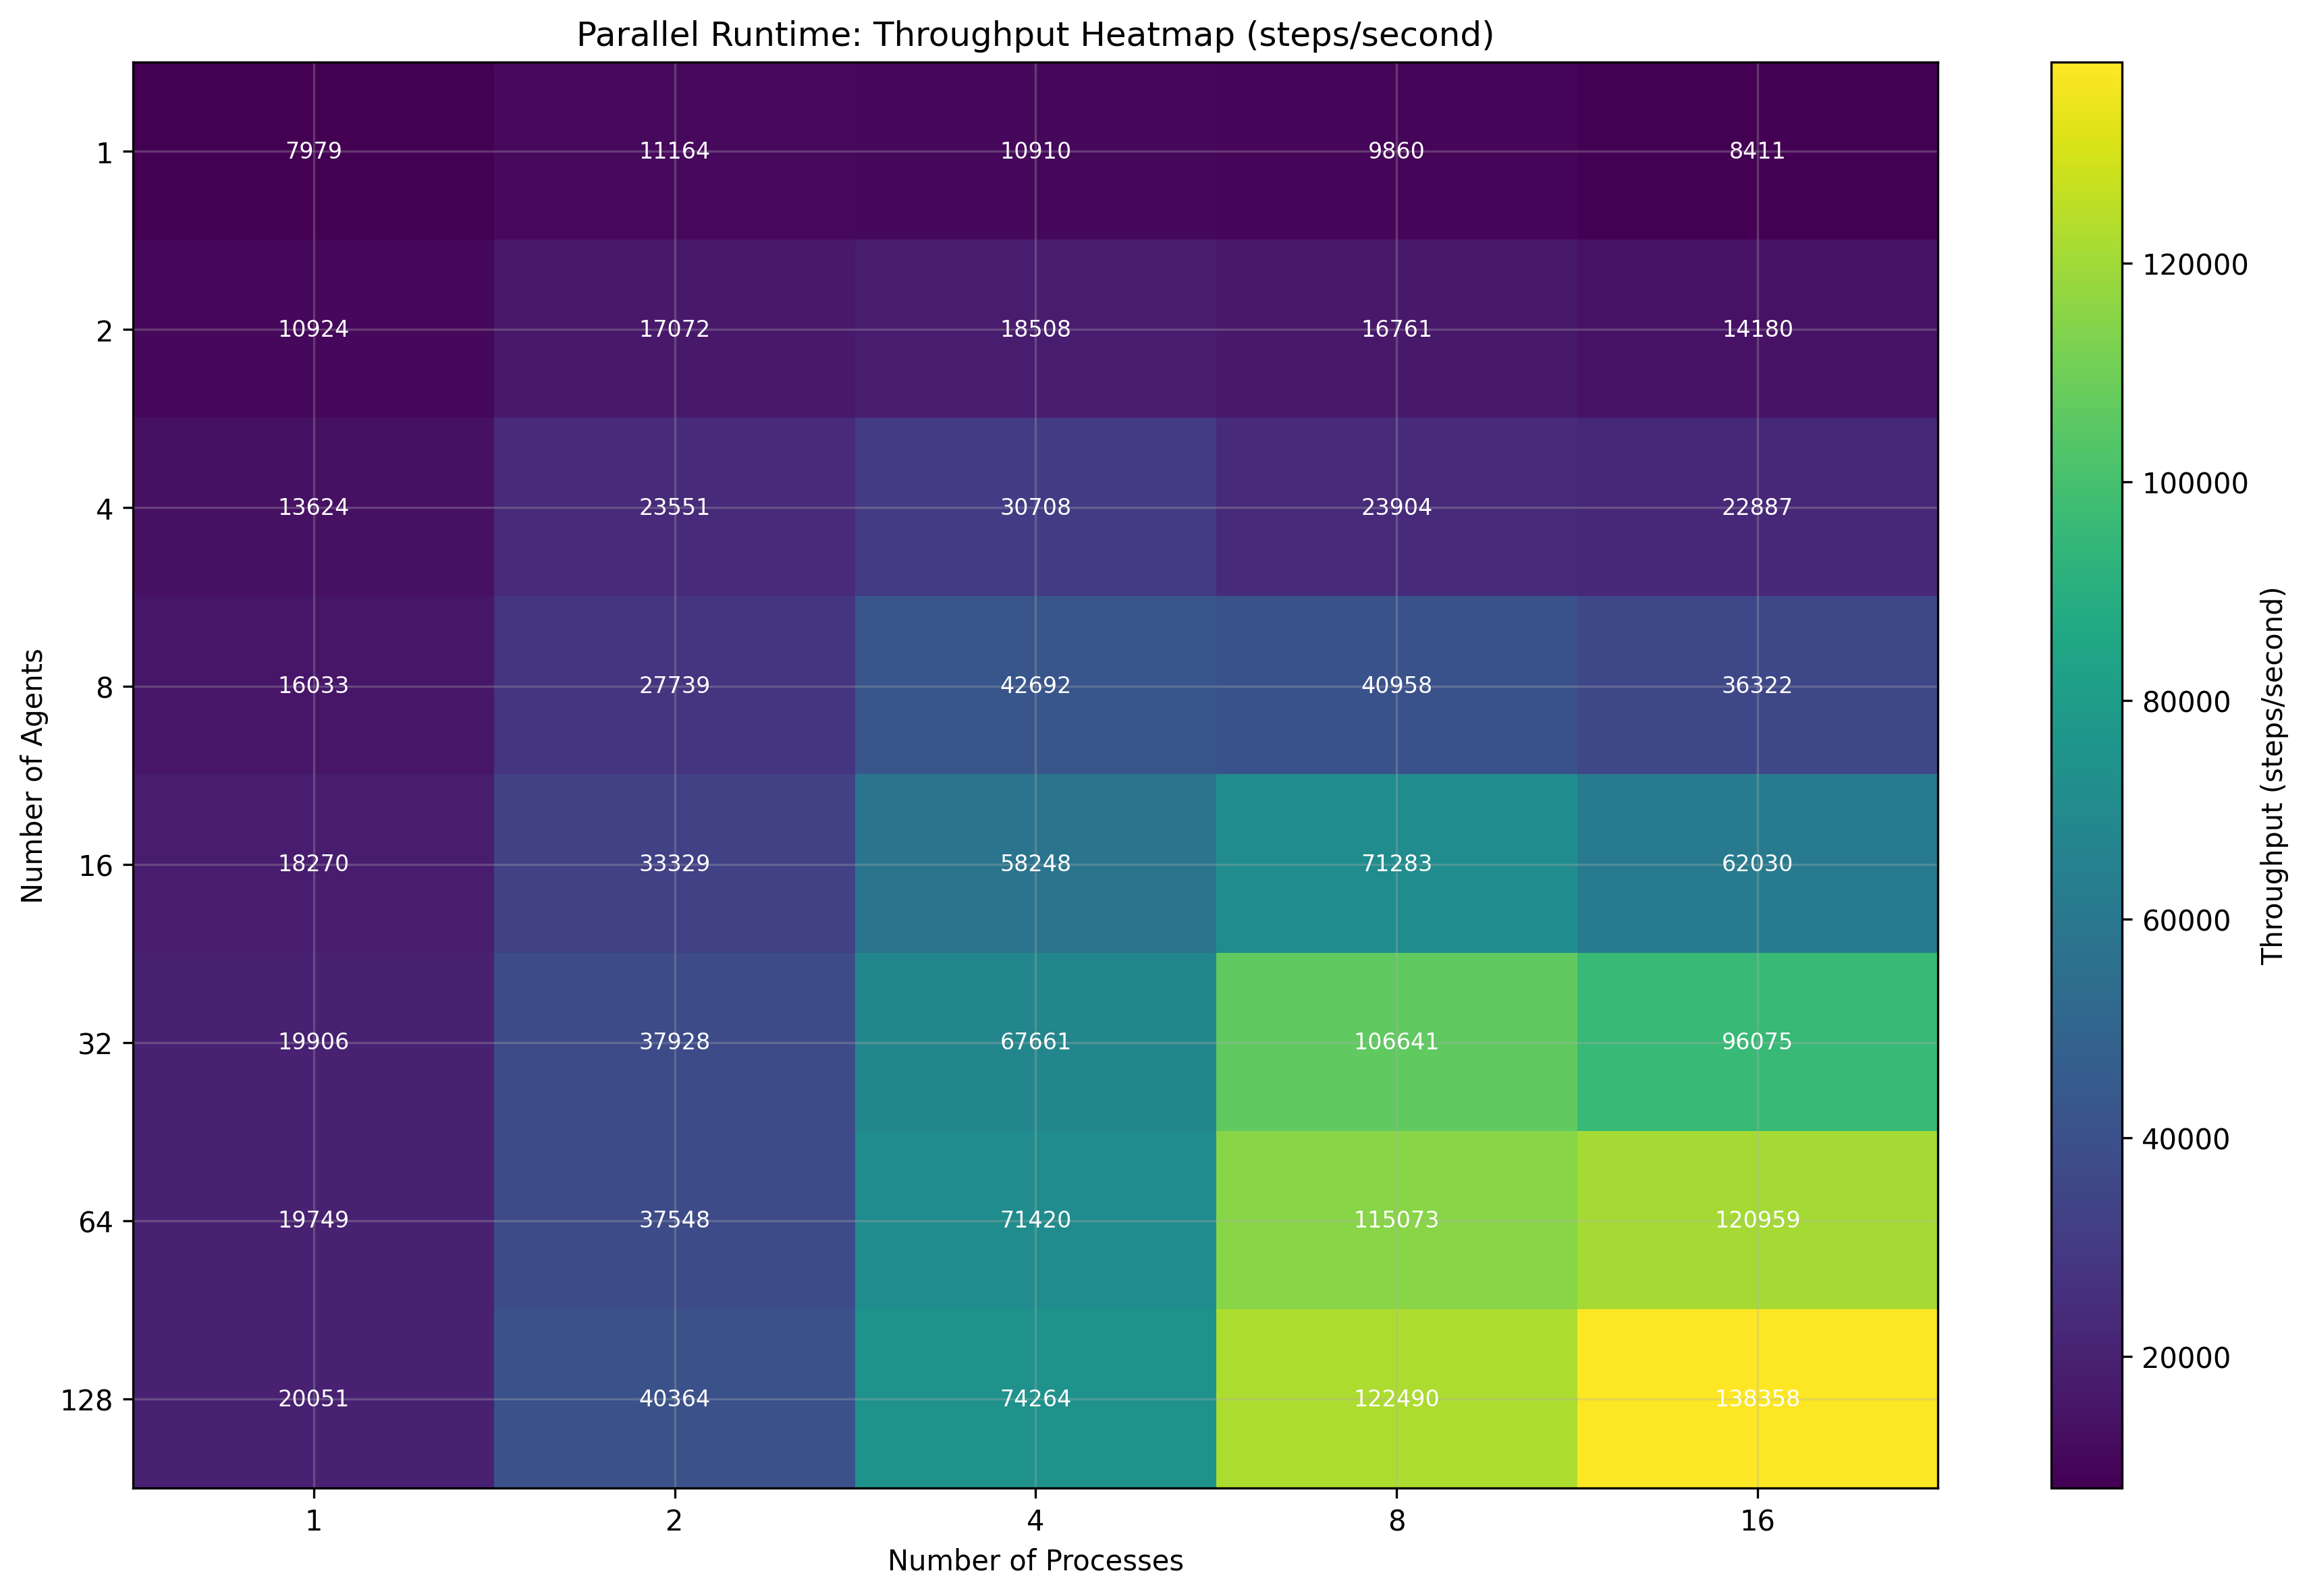 Parallel Runtime: Throughput Heatmap (steps/second)
1 7979 11164 10910 9860 8411
2 10924 17072 18508 16761 14180
4 13624 23551 30708 23904 22887
8 16033 27739 42692 40958 36322
16 18270 33329 58248 71283 62030
32 19906 37928 67661 106641 96075
64 19749 37548 71420 115073 120959
128 20051 40364 74264 122490 138358
1 2 4 8 16
Number of Processes
Number of Agents
120000
100000
80000
60000
40000
20000
Throughput (steps/second)